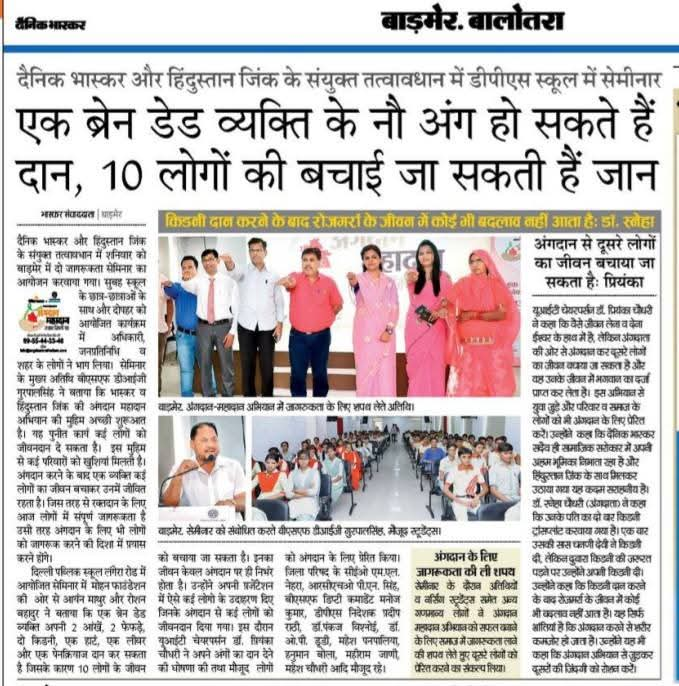 दैनिक भास्कर
बाड़मेर. बालोतरा
दैनिक भास्कर और हिंदुस्तान जिंक के संयुक्त तत्वावधान में डीपीएस स्कूल में सेमीनार
एक ब्रेन डेड व्यक्ति के नौ अंग हो सकते हैं
दान, 10 लोगों की बचाई जा सकती हैं जान
भास्कर संवाददाता | बाड़मेर
दैनिक भास्कर और हिंदुस्तान जिंक
के संयुक्त तत्वावधान में शनिवार को
बाड़मेर में दो जागरूकता सेमिनार का
आयोजन करवाया गया। सुबह स्कूल
के छात्र-छात्राओं के
साथ और दोपहर को
आयोजित कार्यक्रम
में अधिकारी,
जनप्रतिनिधि व
शहर के लोगों ने भाग लिया। सेमिनार
के मुख्य अतिथि बीएसएफ डीआईजी
गुरपालसिंह ने बताया कि भास्कर व
हिंदुस्तान जिंक की अंगदान महादान
अभियान की मुहिम अच्छी शुरूआत
है। यह पुनीत कार्य कई लोगों को
जीवनदान दे सकता है। इस मुहिम
से कई परिवारों को खुशियां मिलती है।
अंगदान करने के बाद एक व्यक्ति कई
लोगों का जीवन बचाकर उनमें जीवित
रहता है। जिस तरह से रक्तदान के लिए
आज लोगों में संपूर्ण जागरूकता है
उसी तरह अंगदान के लिए भी लोगों
को जागरूक करने की दिशा में प्रयास
करने होंगे।
दिल्ली पब्लिक स्कूल लंगेरा रोड में
आयोजित सेमिनार में मोहन फाउंडेशन
की ओर से आर्यन माथुर और रोशन
बहादुर ने बताया कि एक ब्रेन डेड
व्यक्ति अपनी 2 आंखें, 2 फेफड़े,
दो किडनी, एक हार्ट, एक लीवर
और एक पेनक्रियाज दान कर सकता
है जिसके कारण 10 लोगों के जीवन
अंगदान
महादान
किडनी दान करने के बाद रोजमर्रा के जीवन में कोई भी बदलाव नहीं आता है: डॉ. स्नेहा
बाड़मेर. अंगदान-महादान अभियान में जागरूकता के लिए शपथ लेते अतिथि।
बाड़मेर. सेमीनार को संबोधित करते बीएसएफ डीआईजी गुरपालसिंह, मौजूद स्टूडेंट्स।
को बचाया जा सकता है। इनका
जीवन केवल अंगदान पर ही निर्भर
होता है। उन्होंने अपनी प्रजेंटेशन
में ऐसे कई लोगों के उदाहरण दिए
जिनके अंगदान से कई लोगों को
जीवनदान दिया गया। इस दौरान
यूआईटी चेयरपर्सन डॉ. प्रियंका
चौधरी ने अपने अंगों का दान देने
की घोषणा की तथा मौजूद लोगों
को अंगदान के लिए प्रेरित किया।
जिला परिषद के सीईओ एम.एल.
नेहरा, आरसीएचओ पी.एन. सिंह,
बीएसएफ डिप्टी कमाडेंट मनोज
कुमार, डीपीएस निदेशक प्रदीप
राठी, डॉ.पंकज विश्नोई, डॉ.
ओ.पी. डूडी, महेश पनपालिया,
हनुमान बोला, महीराम जाणी,
महेश चौधरी आदि मौजूद रहे।
अंगदान के लिए
जागरूकता की ली शपथ
सेमीनार के दौरान अतिथियों
व नर्सिंग स्टूडेंट्स समेत अन्य
गणमान्य लोगों ने अंगदान
महादान अभियान को सफल बनाने
के लिए समाज में जागरूकता लाने
की शपथ लेते हुए दूसरे लोगों को
प्रेरित करने का संकल्प लिया।
अंगदान से दूसरे लोगों
का जीवन बचाया जा
सकता है: प्रियंका
यूआईटी चेयरपर्सन डॉ. प्रियंका चौधरी
ने कहा कि वैसे जीवन लेना व देना
ईश्वर के हाथ में है, लेकिन अंगदाता
की ओर से अंगदान कर दूसरे लोगों
का जीवन बचाया जा सकता है और
यह उनके जीवन में भगवान का दर्जा
प्राप्त कर लेता है। इस अभियान से
युवा जुड़े और परिवार व समाज के
लोगों को भी अंगदान के लिए प्रेरित
करें। उन्होंने कहा कि दैनिक भास्कर
सदैव ही सामाजिक सरोकार में अपनी
अहम भूमिका निभाता रहा है और
हिंदुस्तान जिंक के साथ मिलकर
उठाया गया यह कदम सराहनीय है।
डॉ. स्नेहा चौधरी (अंगदाता) ने कहा
कि उनके पति का दो बार किडनी
ट्रांसप्लांट करवाया गया है। एक बार
उसकी सास चनणी देवी ने किडनी
दी, लेकिन दुबारा किडनी की जरूरत
पड़ने पर उन्होंने अपनी किडनी दी।
उन्होंने कहा कि किडनी दान करने
के बाद रोजमर्रा के जीवन में कोई
भी बदलाव नहीं आता है। यह सिर्फ
भ्रांतियां है कि अंगदान करने से शरीर
कमजोर हो जाता है। उन्होंने यह भी
कहा कि अंगदान अभियान से जुड़कर
दूसरों की जिंदगी को रोशन करें।